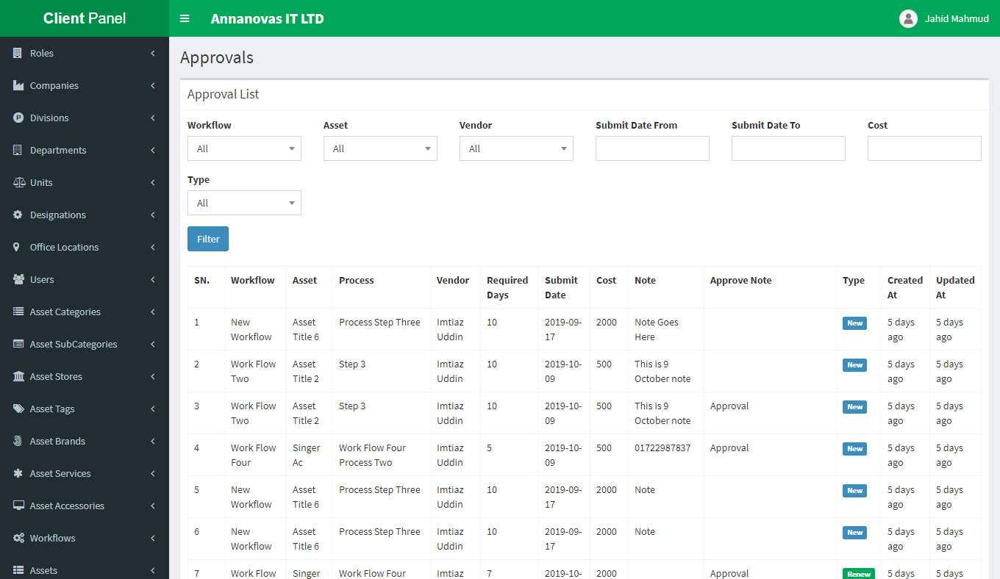 Client Panel
Annanovas IT LTD
Jahid Mahmud
Roles
Companies
Divisions
Departments
Units
Designations
Office Locations
Users
Asset Categories
Asset SubCategories
Asset Stores
Asset Tags
Asset Brands
Asset Services
Asset Accessories
Workflows
Assets
Approvals
Approval List
Workflow Asset Vendor Submit Date From Submit Date To Cost
All All All
Type
All
Filter
SN. Workflow Asset Process Vendor Required Submit Cost Note Approve Note Type Created Updated
Days Date At At
1 New Asset Process Step Three Imtiaz 10 2019-09- 2000 Note Goes New 5 days 5 days
Workflow Title 6 Uddin 17 Here ago ago
2 Work Flow Asset Step 3 Imtiaz 10 2019-10- 500 This is 9 New 5 days 5 days
Two Title 2 Uddin 09 October note ago ago
3 Work Flow Asset Step 3 Imtiaz 10 2019-10- 500 This is 9 Approval New 5 days 5 days
Two Title 2 Uddin 09 October note ago ago
4 Work Flow Singer Work Flow Four Imtiaz 5 2019-10- 500 01722987837 Approval New 5 days 5 days
Four Ac Process Two Uddin 09 ago ago
5 New Asset Process Step Three Imtiaz 10 2019-09- 2000 Note New 5 days 5 days
Workflow Title 6 Uddin 17 ago ago
6 New Asset Process Step Three Imtiaz 10 2019-09- 2000 Note New 5 days 5 days
Workflow Title 6 Uddin 17 ago ago
7 Work Flow Singer Work Flow Four Imtiaz 7 2019-10- 2000 Approval Renew 5 days 5 days